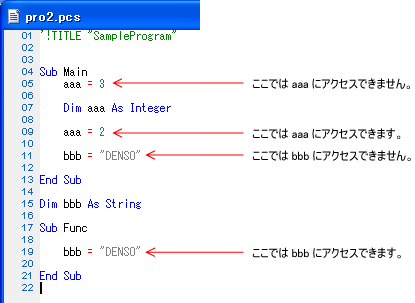 pro2.pcs
01 '!TITLE "SampleProgram"
02
03
04 Sub Main
05 aaa = 3 ここでは aaa にアクセスできません。
06
07 Dim aaa As Integer
08
09 aaa = 2 ここでは aaa にアクセスできます。
10
11 bbb = "DENSO" ここでは bbb にアクセスできません。
12
13 End Sub
14
15 Dim bbb As String
16
17 Sub Func
18
19 bbb = "DENSO" ここでは bbb にアクセスできます。
20
21 End Sub
22